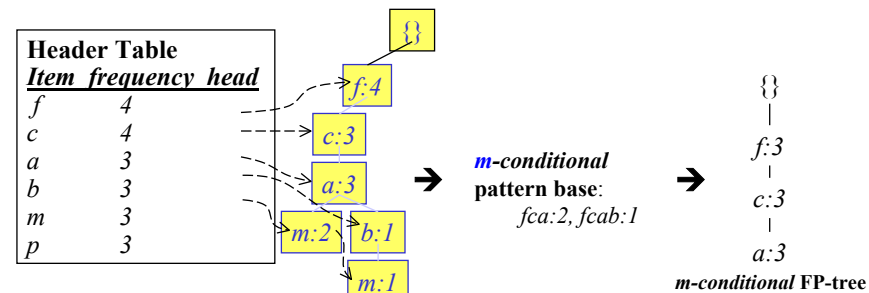 Header Table
Item frequency head
f 4
c 4
a 3
b 3
m 3
p 3
{}
f:4
c:3
a:3
m:2
b:1
m:1
m-conditional
pattern base:
fca:2, fcab:1
{}
f:3
c:3
a:3
m-conditional FP-tree